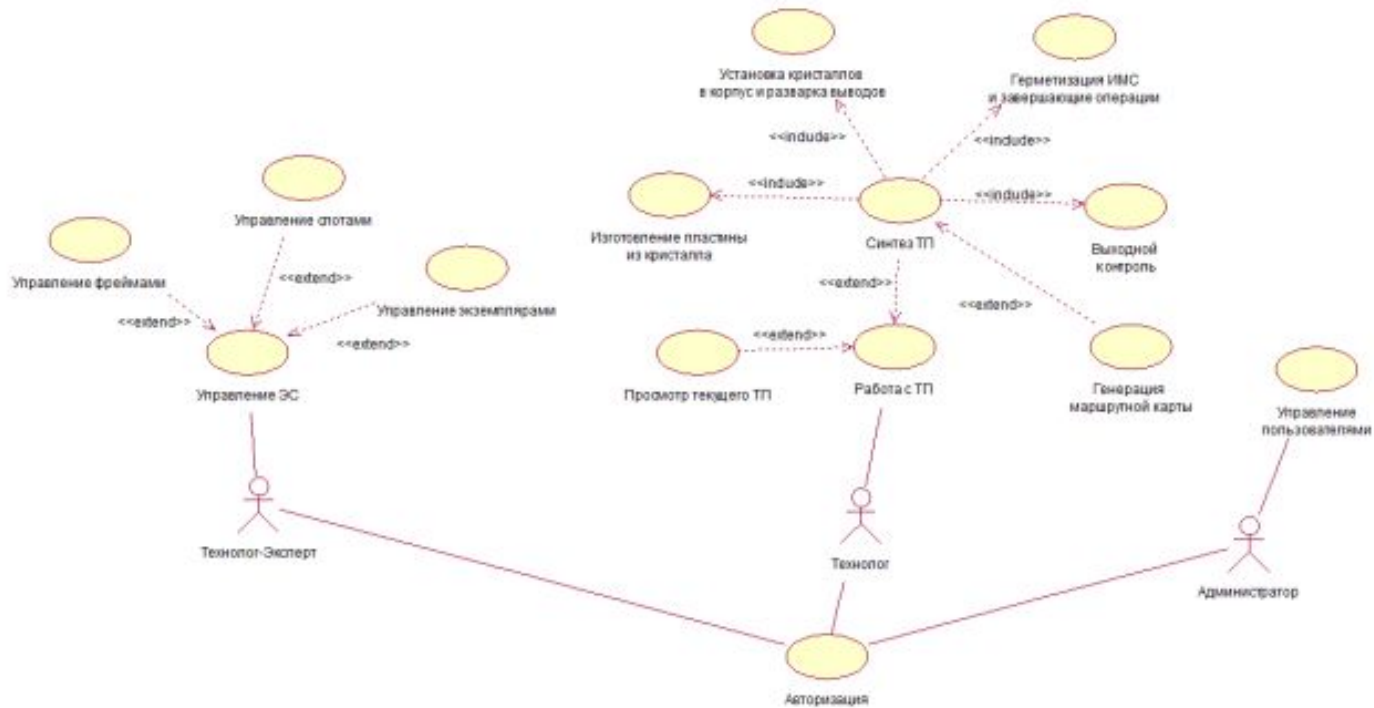 Установка кристаллов
в корпус и разварка выводов
Герметизация ИМС
и завершающие операции
<<include>>
<<include>>
Управление слотами
<<include>>
<<include>>
Изготовление пластины
из кристалла
Синтез ТП
Выходной
контроль
Управление фреймами
<<extend>>
Управление экземплярами
<<extend>>
<<extend>>
<<extend>>
<<extend>>
<<extend>>
Управление ЭС
Просмотр текущего ТП
Работа с ТП
Генерация
маршрутной карты
Управление
пользователями
Технолог-Эксперт
Технолог
Администратор
Авторизация